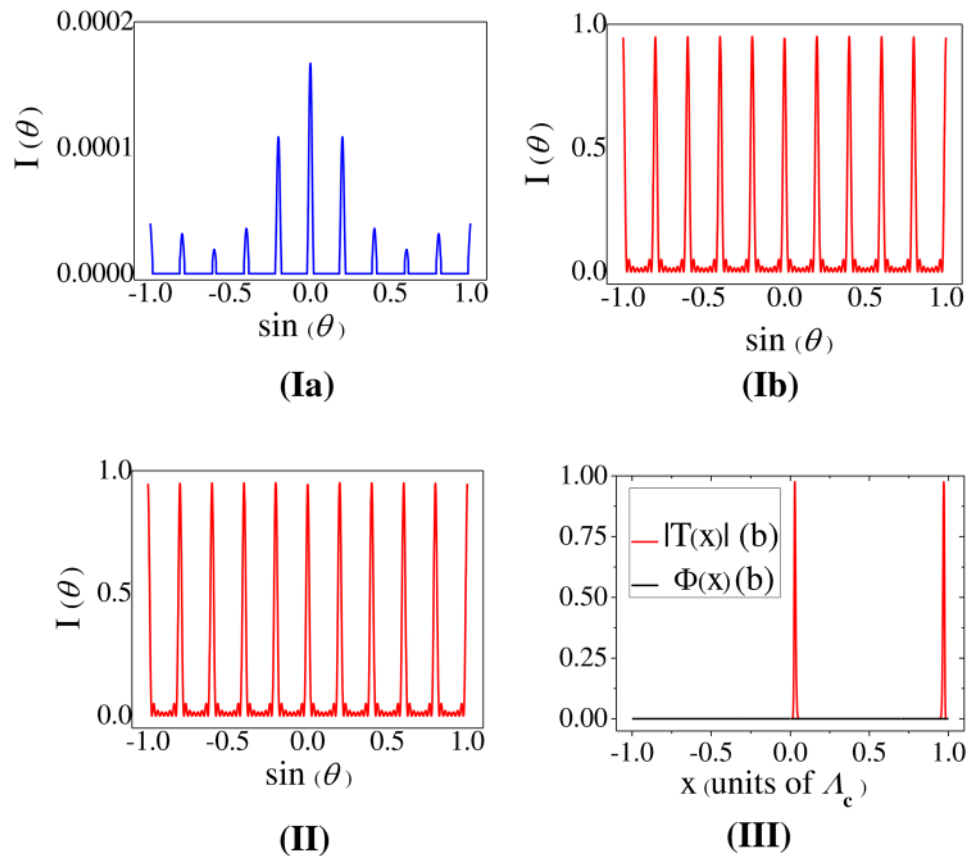 0.0002
0.0001
0.0000
I (θ)
-1.0 -0.5 0.0 0.5 1.0
sin (θ)
(Ia)
1.0
0.5
0.0
I (θ)
-1.0 -0.5 0.0 0.5 1.0
sin (θ)
(Ib)
1.0
0.5
0.0
I (θ)
-1.0 -0.5 0.0 0.5 1.0
sin (θ)
(II)
1.00
0.75
0.50
0.25
0.00
|T(x)| (b)
Φ(x) (b)
-1.0 -0.5 0.0 0.5 1.0
x (units of Λc)
(III)